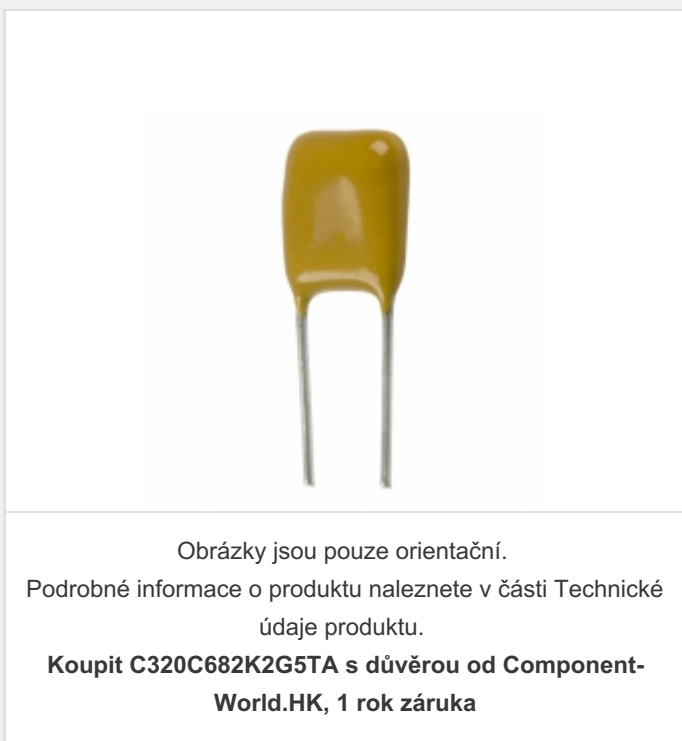 Obrázky jsou pouze orientační.
Podrobné informace o produktu naleznete v části Technické
údaje produktu.
Koupit C320C682K2G5TA s důvěrou od Component-
World.HK, 1 rok záruka